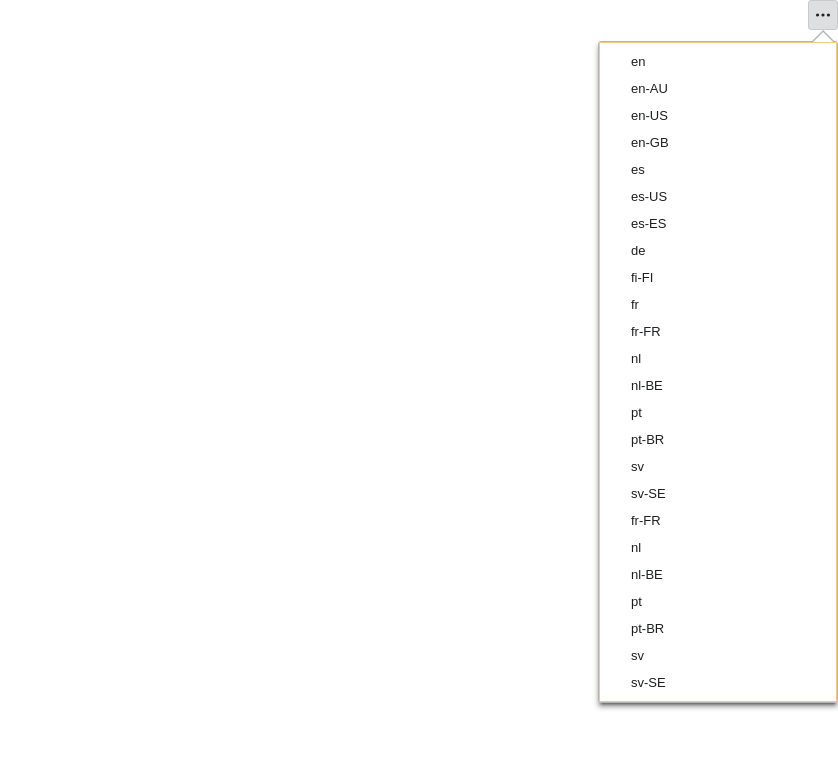 en
en-AU
en-US
en-GB
es
es-US
es-ES
de
fi-FI
fr
fr-FR
nl
nl-BE
pt
pt-BR
sv
sv-SE
fr-FR
nl
nl-BE
pt
pt-BR
sv
sv-SE